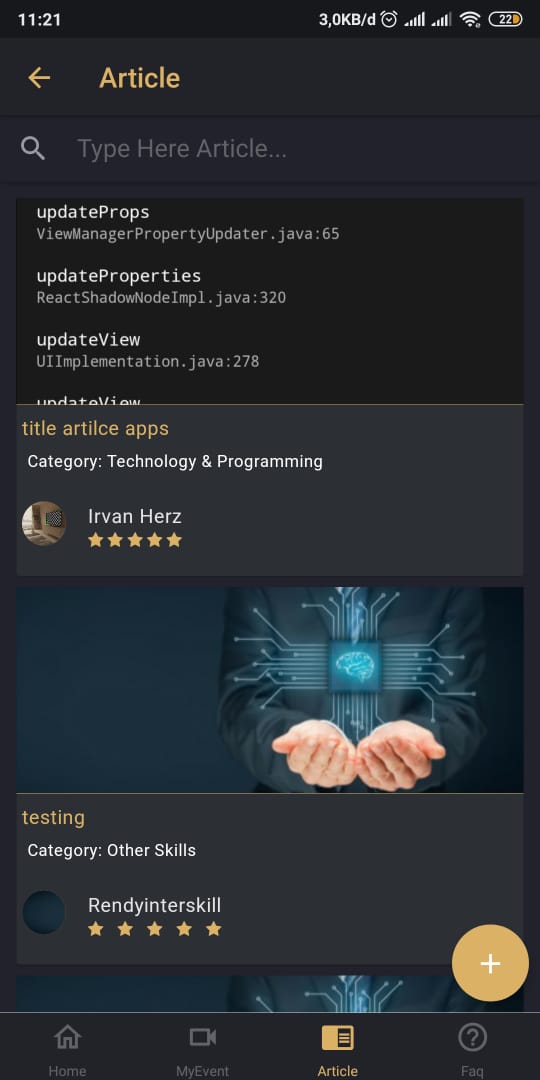 11:21
3,0KB/d
22
Article
Type Here Article...
updateProps
ViewManagerPropertyUpdater.java:65
updateProperties
ReactShadowNodeImpl.java:320
updateView
UIImplementation.java:278
updateView
title artilce apps
Category: Technology & Programming
Irvan Herz
testing
Category: Other Skills
Rendyinterskill
Home
MyEvent
Article
Faq